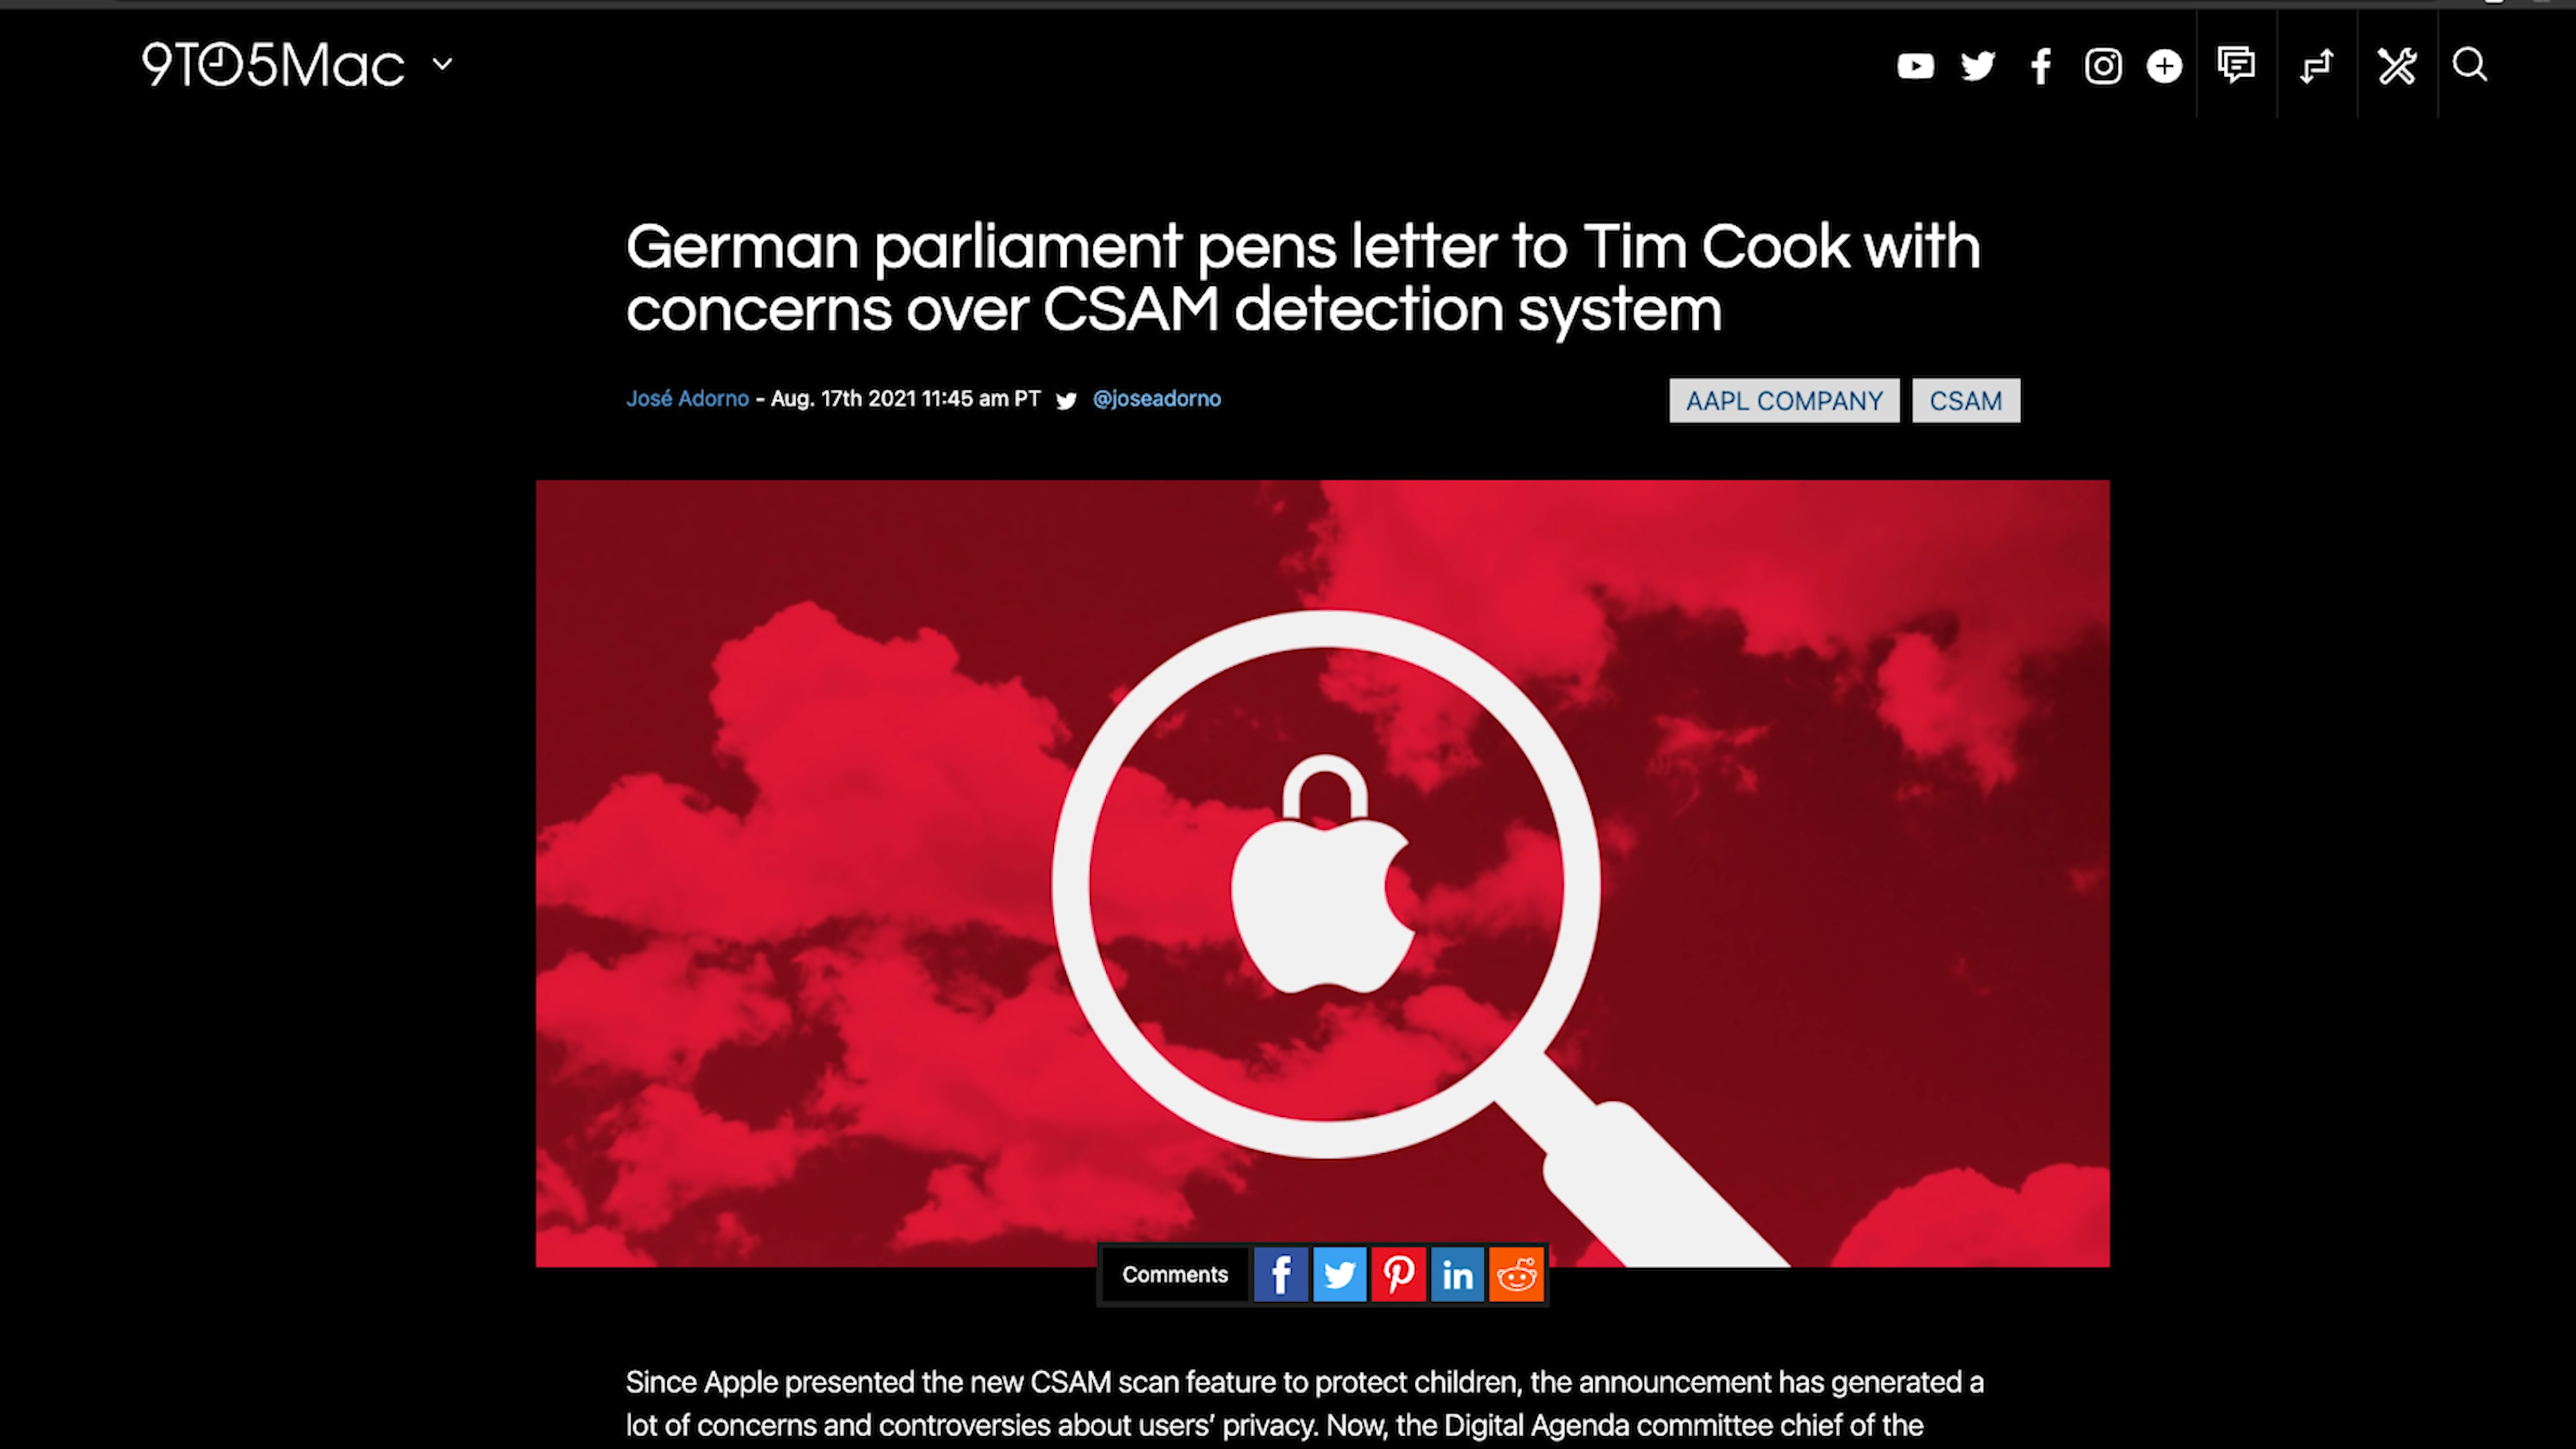 9TO5Mac
German parliament pens letter to Tim Cook with
concerns over CSAM detection system
José Adorno - Aug. 17th 2021 11:45 am PT @joseadorno
AAPL COMPANY CSAM
Comments
Since Apple presented the new CSAM scan feature to protect children, the announcement has generated a
lot of concerns and controversies about users’ privacy. Now, the Digital Agenda committee chief of the